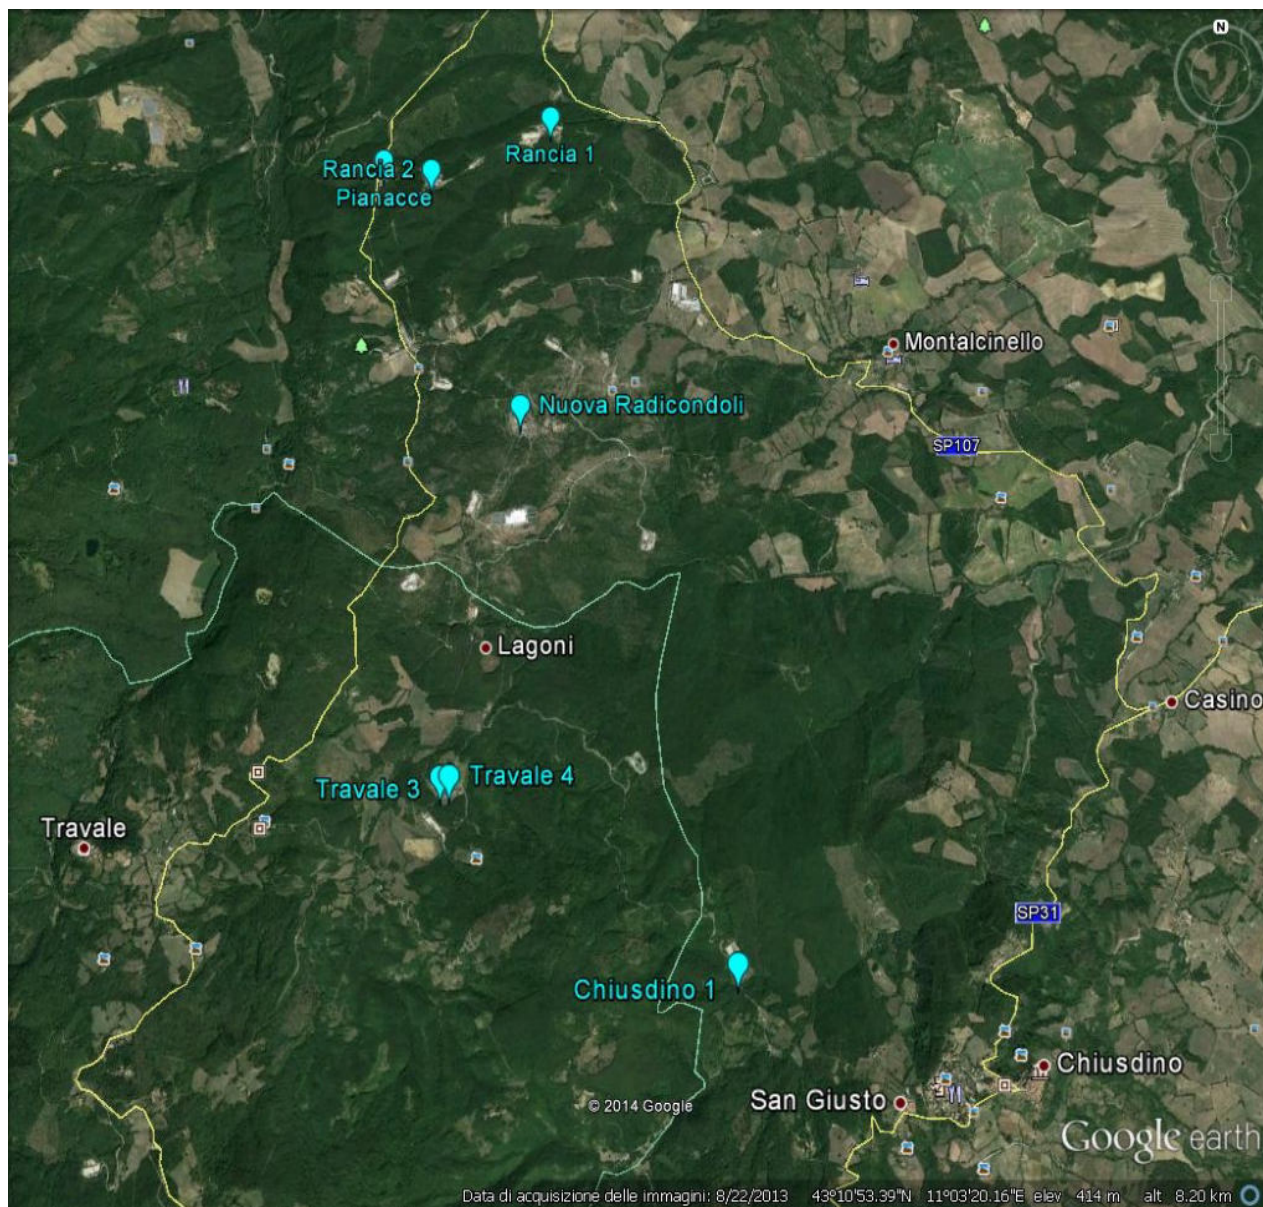 N
Rancia 1
Rancia 2
Pianacce
Montalcinello
Nuova Radicondoli
SP107
Lagoni
Casino
Travale 3
Travale 4
Travale
SP31
Chiusdino 1
Chiusdino
San Giusto
© 2014 Google
Google earth
Data di acquisizione delle immagini: 8/22/2013 43°10'53.39"N 11°03'20.16"E elev 414 m alt 8.20 km